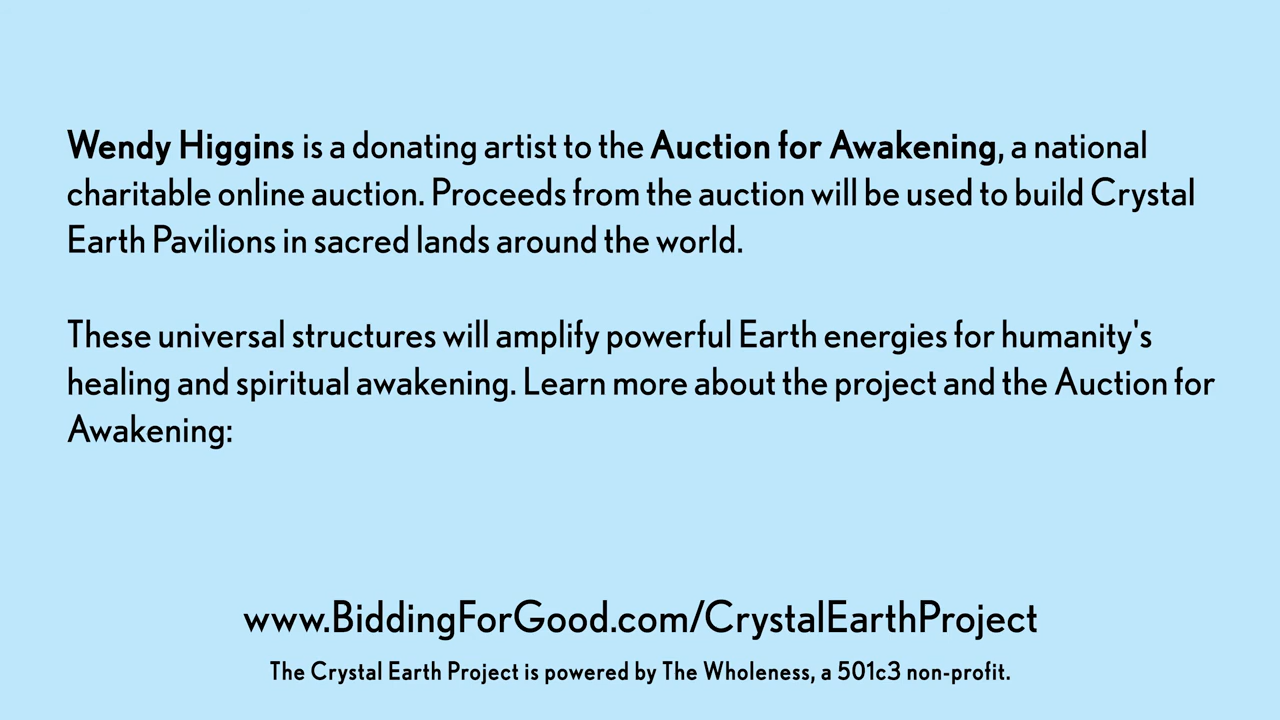 Wendy Higgins is a donating artist to the Auction for Awakening, a national
charitable online auction. Proceeds from the auction will be used to build Crystal
Earth Pavilions in sacred lands around the world.
These universal structures will amplify powerful Earth energies for humanity's
healing and spiritual awakening. Learn more about the project and the Auction for
Awakening:
www.BiddingForGood.com/CrystalEarthProject
The Crystal Earth Project is powered by The Wholeness, a 501c3 non-profit.